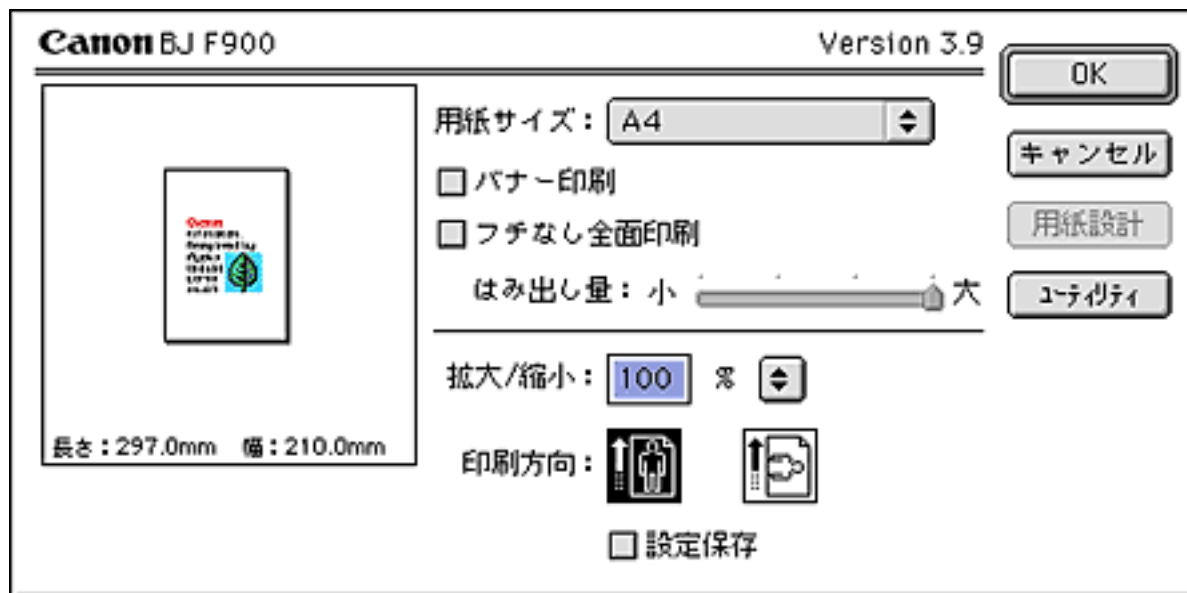 Canon BJ F900 Version 3.9
OK
用紙サイズ： A4
キャンセル
バナー印刷
用紙設計
フチなし全面印刷
はみ出し量： 小 大
ユーティリティ
拡大/縮小： 100 %
長さ：297.0mm 幅：210.0mm
印刷方向：
設定保存